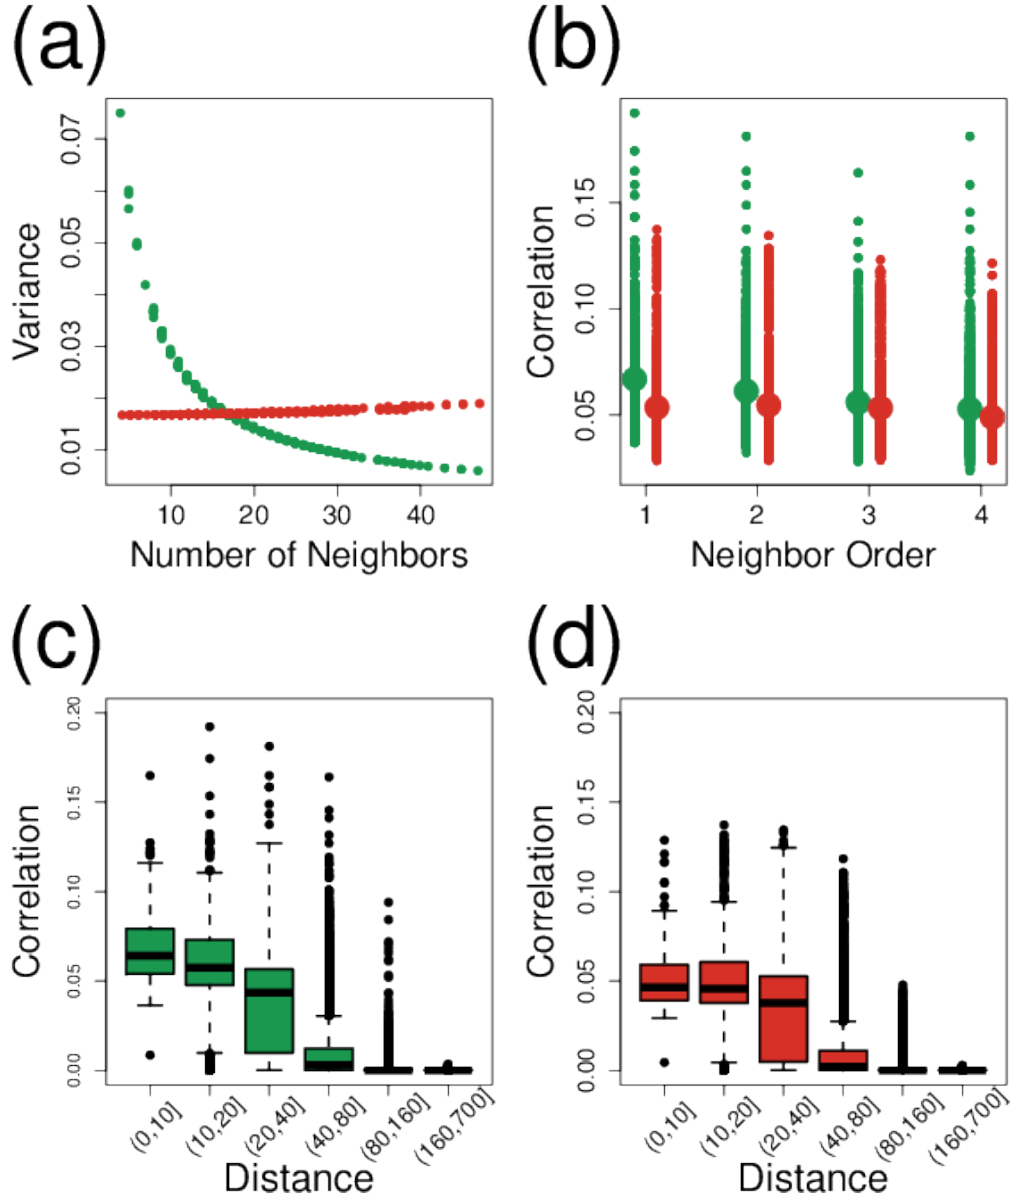 (a)
Variance
0.07
0.05
0.03
0.01
10 20 30 40
Number of Neighbors
(b)
Correlation
0.15
0.10
0.05
1 2 3 4
Neighbor Order
(c)
Correlation
0.20
0.15
0.10
0.05
0.00
(0,10] (10,20] (20,40] (40,80] (80,160] (160,700]
Distance
(d)
Correlation
0.20
0.15
0.10
0.05
0.00
(0,10] (10,20] (20,40] (40,80] (80,160] (160,700]
Distance